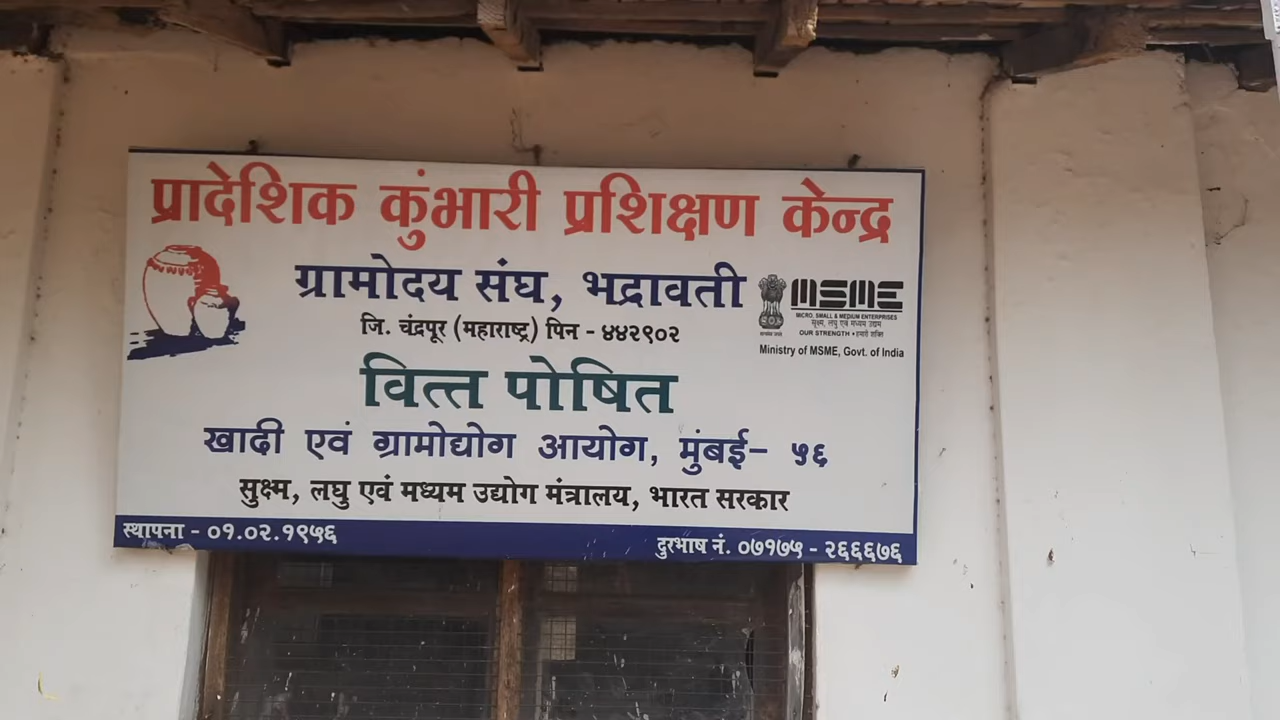 प्रादेशिक कुंभारी प्रशिक्षण केन्द्र
ग्रामोदय संघ, भद्रावती
जि. चंद्रपूर (महाराष्ट्र) पिन - ४४२९०२
MSME
MICRO, SMALL & MEDIUM ENTERPRISES
सूक्ष्म, लघु एवं मध्यम उद्यम
OUR STRENGTH • हमारी शक्ति
Ministry of MSME, Govt. of India
वित्त पोषित
खादी एवं ग्रामोद्योग आयोग, मुंबई- ५६
सुक्ष्म, लघु एवं मध्यम उद्योग मंत्रालय, भारत सरकार
स्थापना - ०१.०२.१९५६
दुरभाष नं. ०७१७५ - २६६६७६